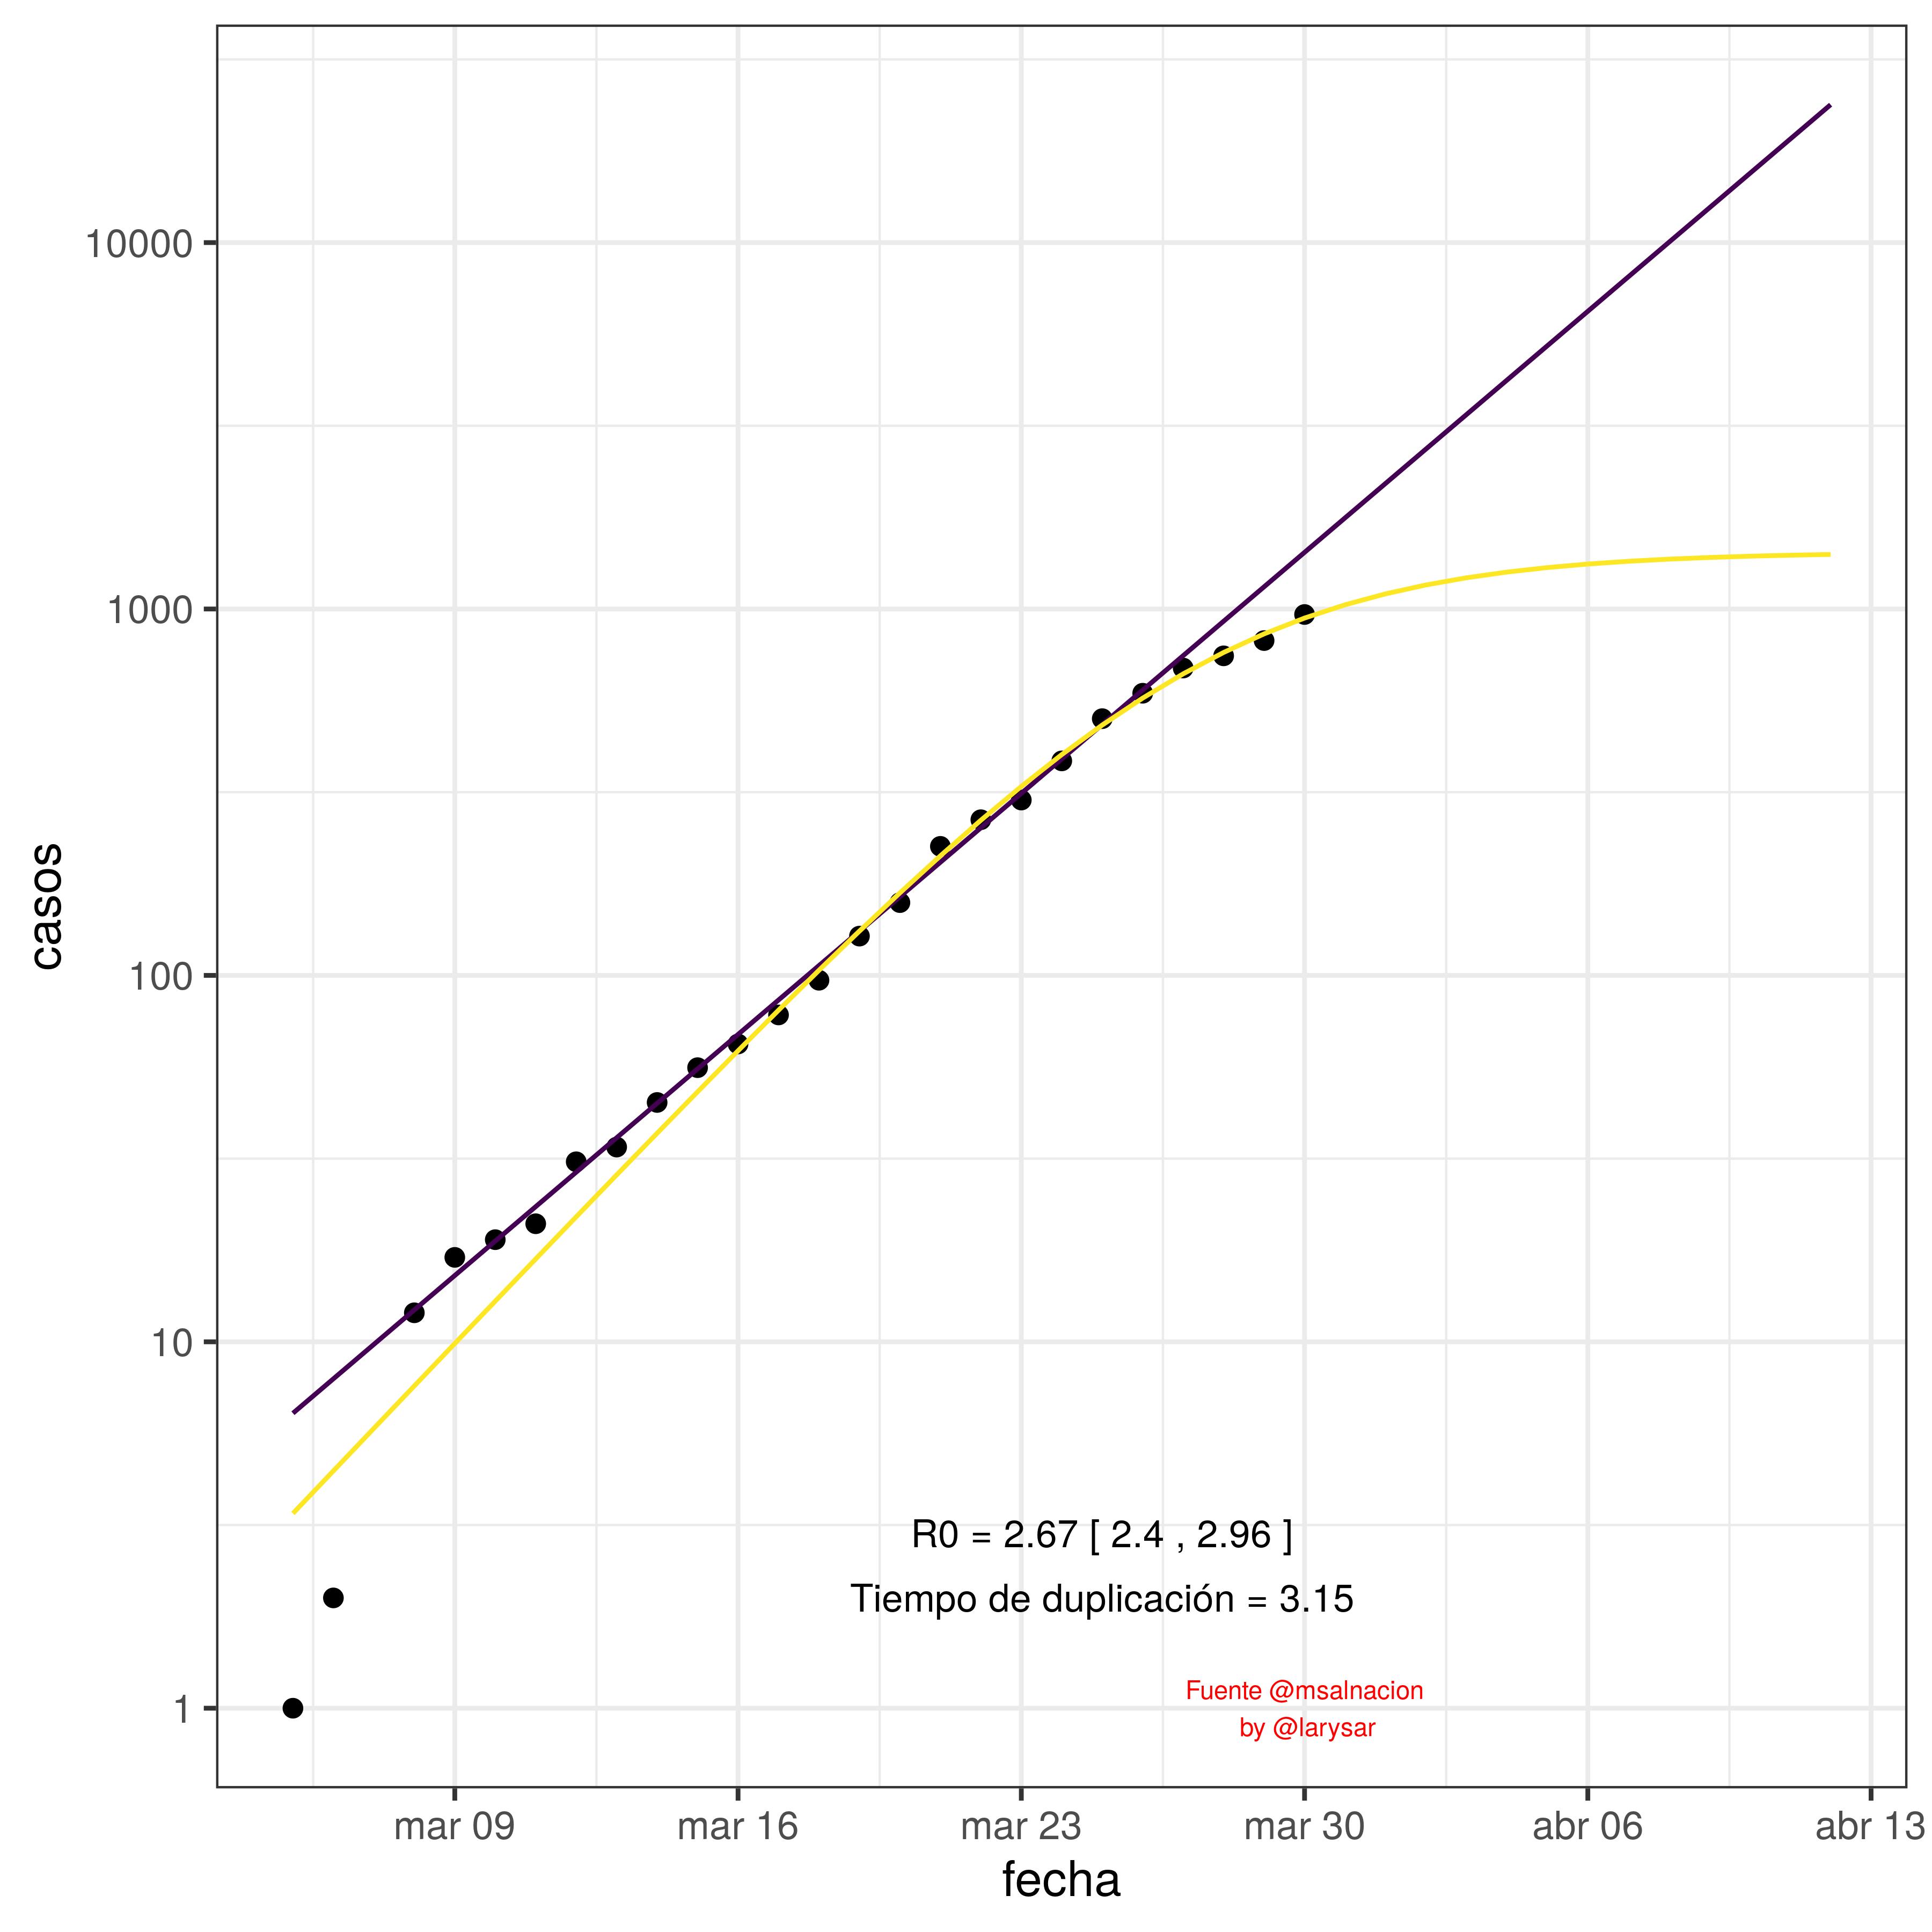 casos
10000
1000
100
10
1
R0 = 2.67 [ 2.4 , 2.96 ]
Tiempo de duplicación = 3.15
Fuente @msalnacion
by @larysar
mar 09 mar 16 mar 23 mar 30 abr 06 abr 13
fecha